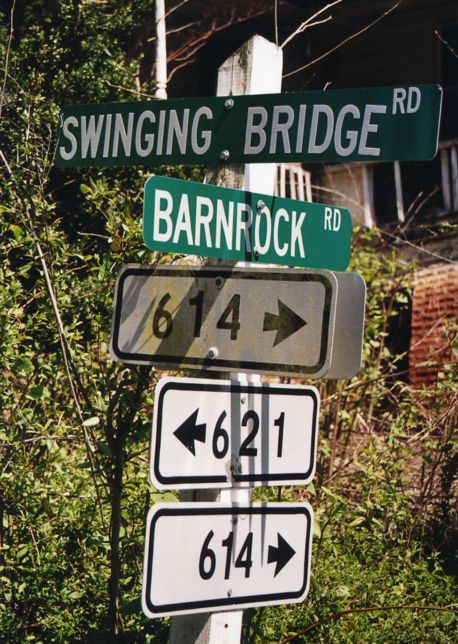 SWINGING BRIDGE RD
BARNROCK RD
614 →
← 621
614 →